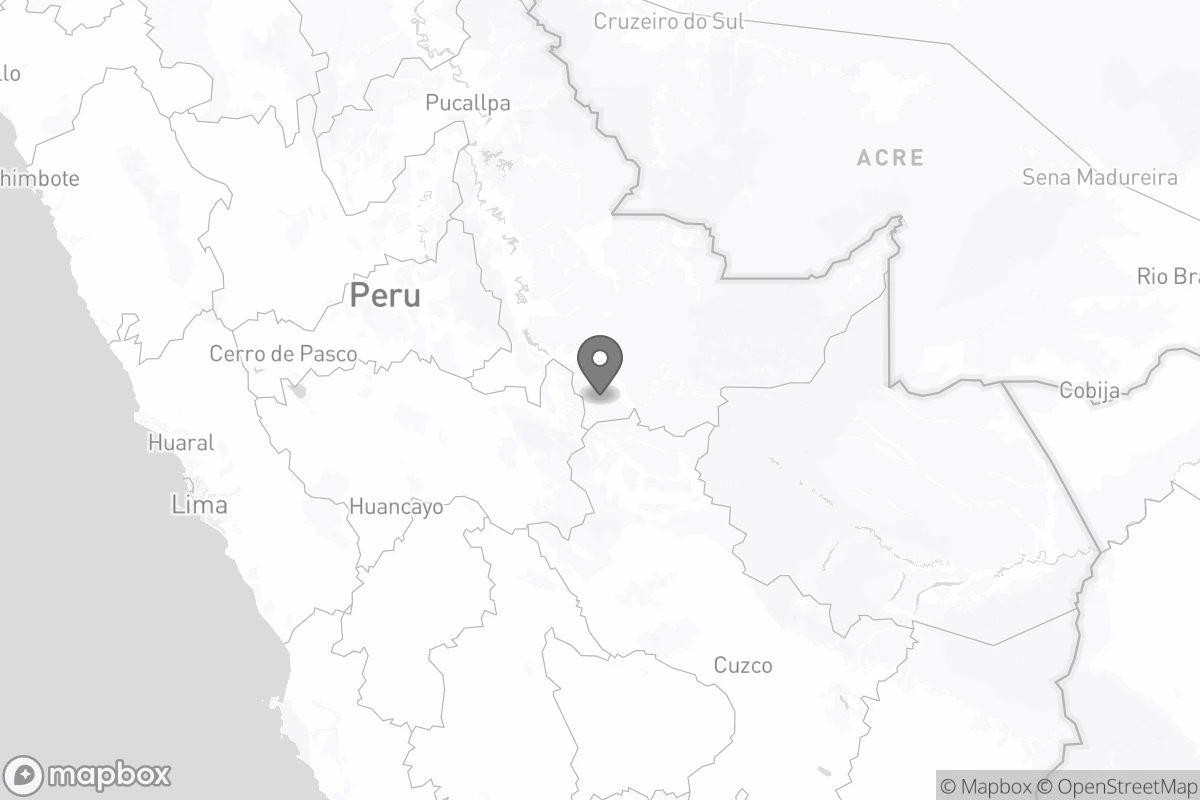 Cruzeiro do Sul
llo
Pucallpa
ACRE
himbote
Sena Madureira
Rio Bra
Peru
Cerro de Pasco
Cobija
Huaral
Lima
Huancayo
Cuzco
mapbox
© Mapbox © OpenStreetMap